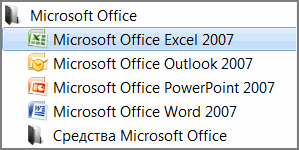 Microsoft Office
Microsoft Office Excel 2007
Microsoft Office Outlook 2007
Microsoft Office PowerPoint 2007
Microsoft Office Word 2007
Средства Microsoft Office